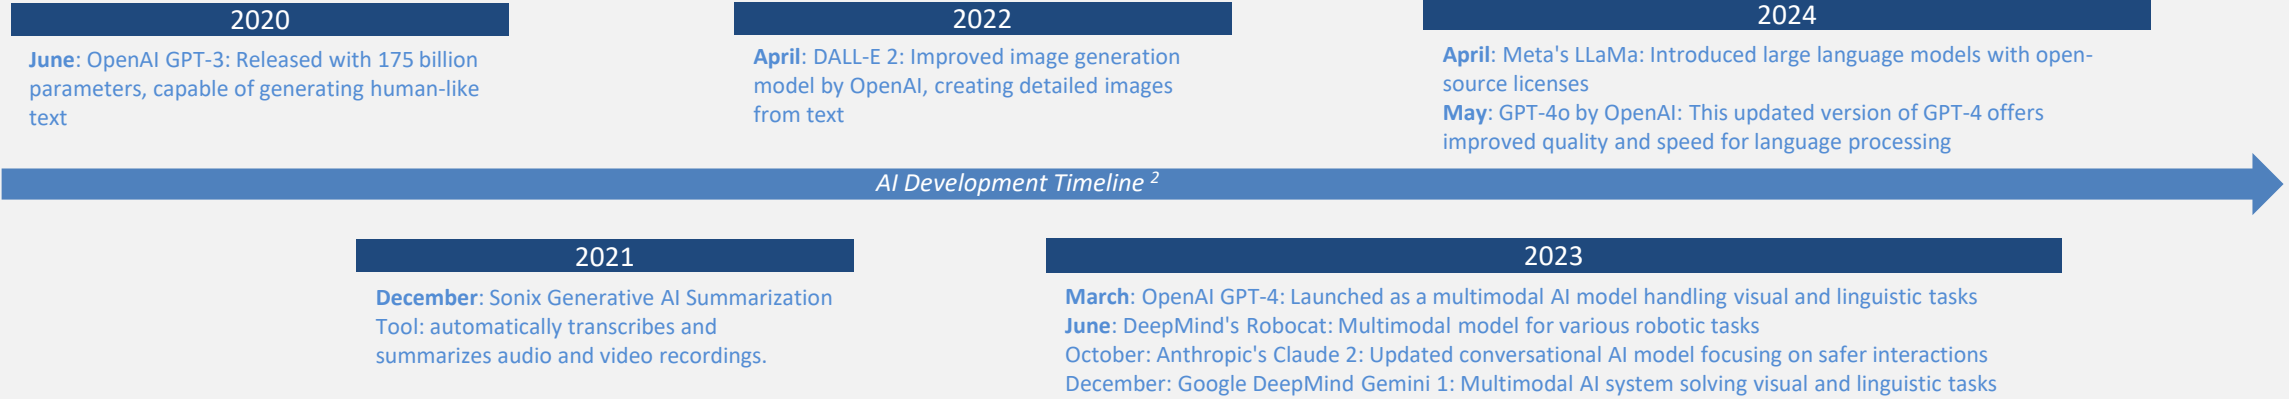 2020
June: OpenAI GPT-3: Released with 175 billion
parameters, capable of generating human-like
text
2022
April: DALL-E 2: Improved image generation
model by OpenAI, creating detailed images
from text
2024
April: Meta's LLaMa: Introduced large language models with open-
source licenses
May: GPT-4o by OpenAI: This updated version of GPT-4 offers
improved quality and speed for language processing
AI Development Timeline 2
2021
December: Sonix Generative AI Summarization
Tool: automatically transcribes and
summarizes audio and video recordings.
2023
March: OpenAI GPT-4: Launched as a multimodal AI model handling visual and linguistic tasks
June: DeepMind's Robocat: Multimodal model for various robotic tasks
October: Anthropic's Claude 2: Updated conversational AI model focusing on safer interactions
December: Google DeepMind Gemini 1: Multimodal AI system solving visual and linguistic tasks